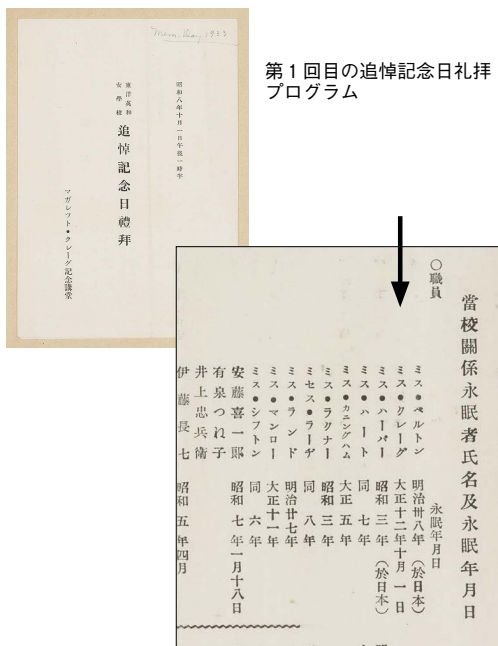 Mem. Day 1933
昭和八年十月一日午後一時半
東洋英和
女學校
追悼記念日禮拜
マガレツト・クレーグ記念講堂
第1回目の追悼記念日礼拝
プログラム
當校關係永眠者氏名及永眠年月日
永眠年月日
○職員
ミス・ベルトン 明治卅八年(於日本)
ミス・クレーグ 大正十二年十月一日
ミス・ハーバー 昭和三年(於日本)
ミス・ハート 同七年
ミス・カニングハム 大正五年
ミス・ラクナー 昭和三年
ミセス・ラーヂ 同八年
ミス・ランド 明治廿七年
ミス・マンロー 大正十一年
ミス・シフトン 同六年
安藤喜一郎 昭和七年一月十八日
有泉つね子
井上忠兵衛
伊藤長七 昭和五年四月